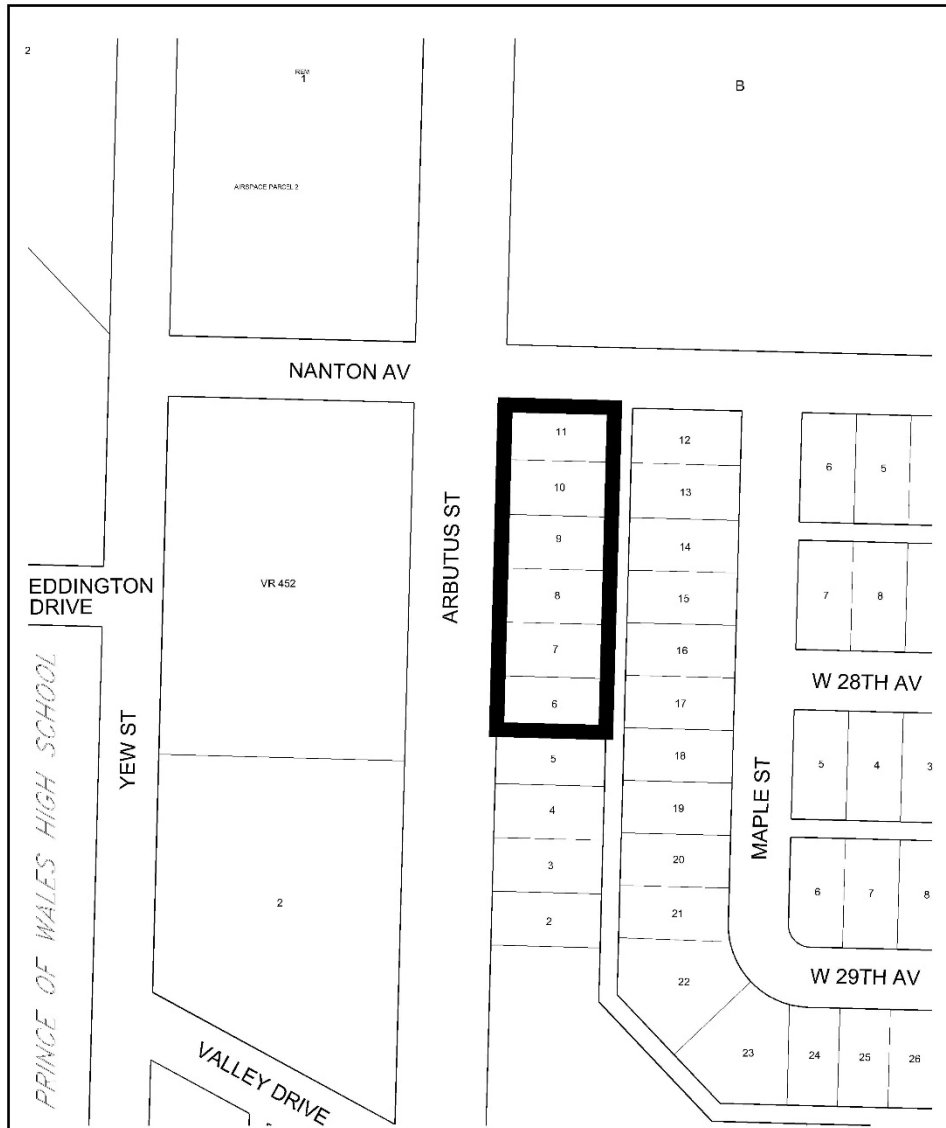 2
REM
1
B
AIRSPACE PARCEL 2
NANTON AV
11
10
9
8
7
6
5
4
3
2
12
13
14
15
16
17
18
19
20
21
22
23
24
25
26
6
5
7
8
W 28TH AV
5
4
3
6
7
8
W 29TH AV
MAPLE ST
ARBUTUS ST
VR 452
2
EDDINGTON
DRIVE
YEW ST
PRINCE OF WALES HIGH SCHOOL
VALLEY DRIVE